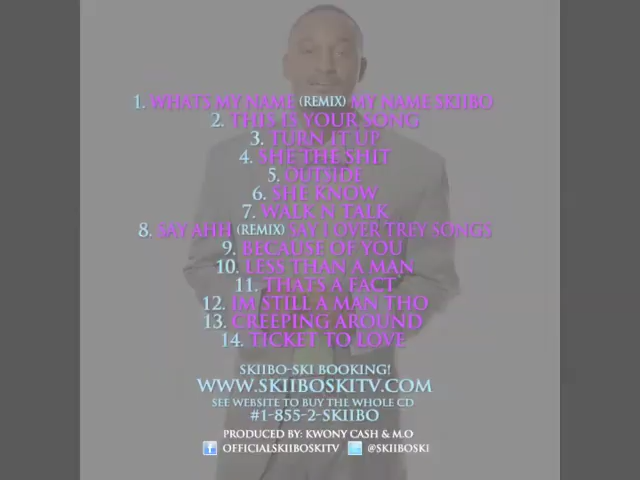 1. WHATS MY NAME (REMIX) MY NAME SKIIBO
2. THIS IS YOUR SONG
3. TURN IT UP
4. SHE THE SHIT
5. OUTSIDE
6. SHE KNOW
7. WALK N TALK
8. SAY AHH (REMIX) SAY I OVER TREY SONGS
9. BECAUSE OF YOU
10. LESS THAN A MAN
11. THATS A FACT
12. IM STILL A MAN THO
13. CREEPING AROUND
14. TICKET TO LOVE
SKIIBO-SKI BOOKING!
WWW.SKIIBOSKITV.COM
SEE WEBSITE TO BUY THE WHOLE CD
#1-855-2-SKIIBO
PRODUCED BY: KWONY CASH & M.O
OFFICIALSKIIBOSKITV @SKIIBOSKI